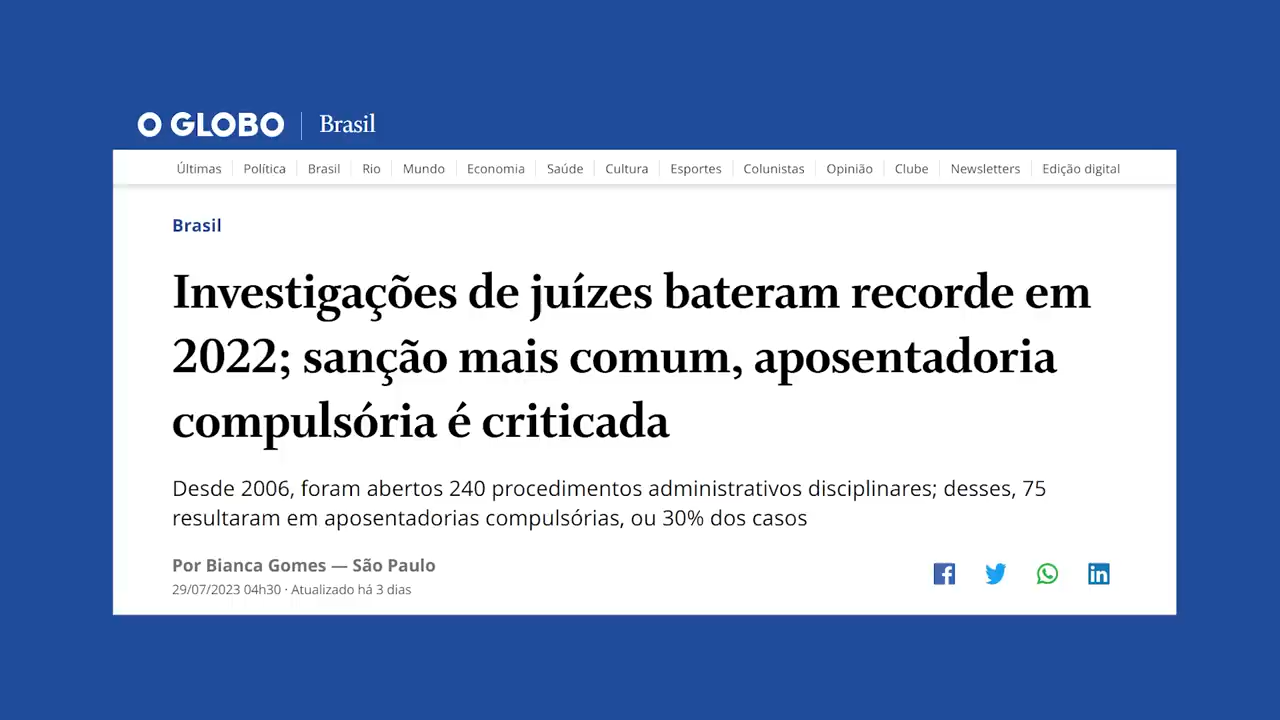 O GLOBO | Brasil
Últimas Política Brasil Rio Mundo Economia Saúde Cultura Esportes Colunistas Opinião Clube Newsletters Edição digital
Brasil
Investigações de juízes bateram recorde em
2022; sanção mais comum, aposentadoria
compulsória é criticada
Desde 2006, foram abertos 240 procedimentos administrativos disciplinares; desses, 75
resultaram em aposentadorias compulsórias, ou 30% dos casos
Por Bianca Gomes — São Paulo
29/07/2023 04h30 · Atualizado há 3 dias